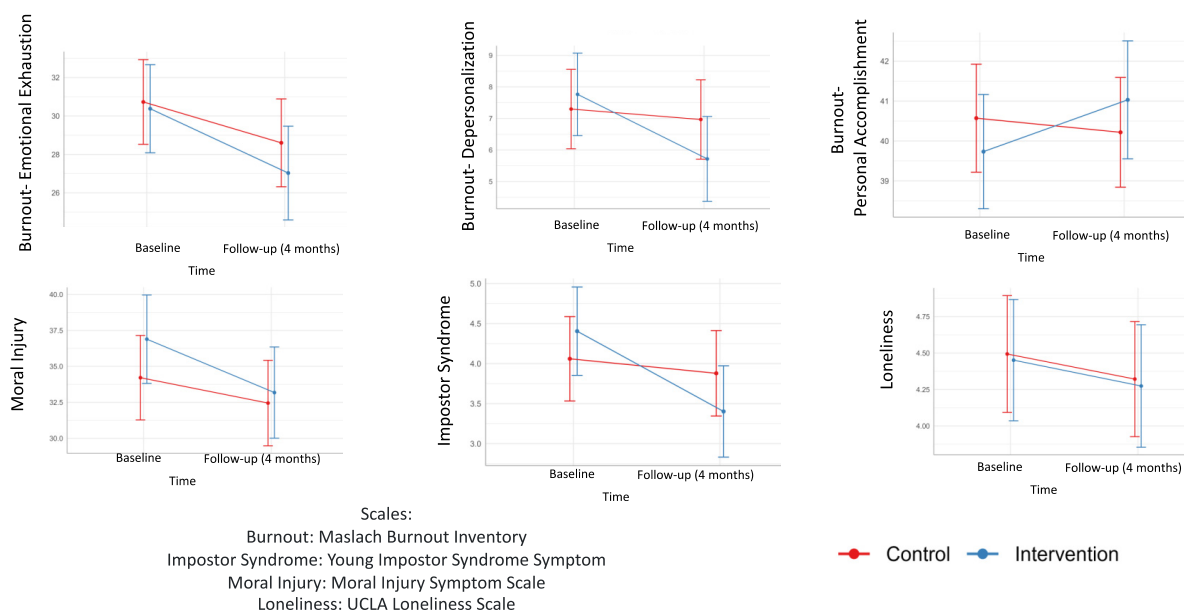 Burnout- Emotional Exhaustion
32
30
28
26
Baseline
Follow-up (4 months)
Time
Burnout- Depersonalization
9
8
7
6
5
Baseline
Follow-up (4 months)
Time
Burnout-
Personal Accomplishment
42
41
40
39
Baseline
Follow-up (4 months)
Time
Moral Injury
40.0
37.5
35.0
32.5
30.0
Baseline
Follow-up (4 months)
Time
Impostor Syndrome
5.0
4.5
4.0
3.5
3.0
Baseline
Follow-up (4 months)
Time
Loneliness
4.75
4.50
4.25
4.00
Baseline
Follow-up (4 months)
Time
Scales:
Burnout: Maslach Burnout Inventory
Impostor Syndrome: Young Impostor Syndrome Symptom
Moral Injury: Moral Injury Symptom Scale
Loneliness: UCLA Loneliness Scale
Control
Intervention